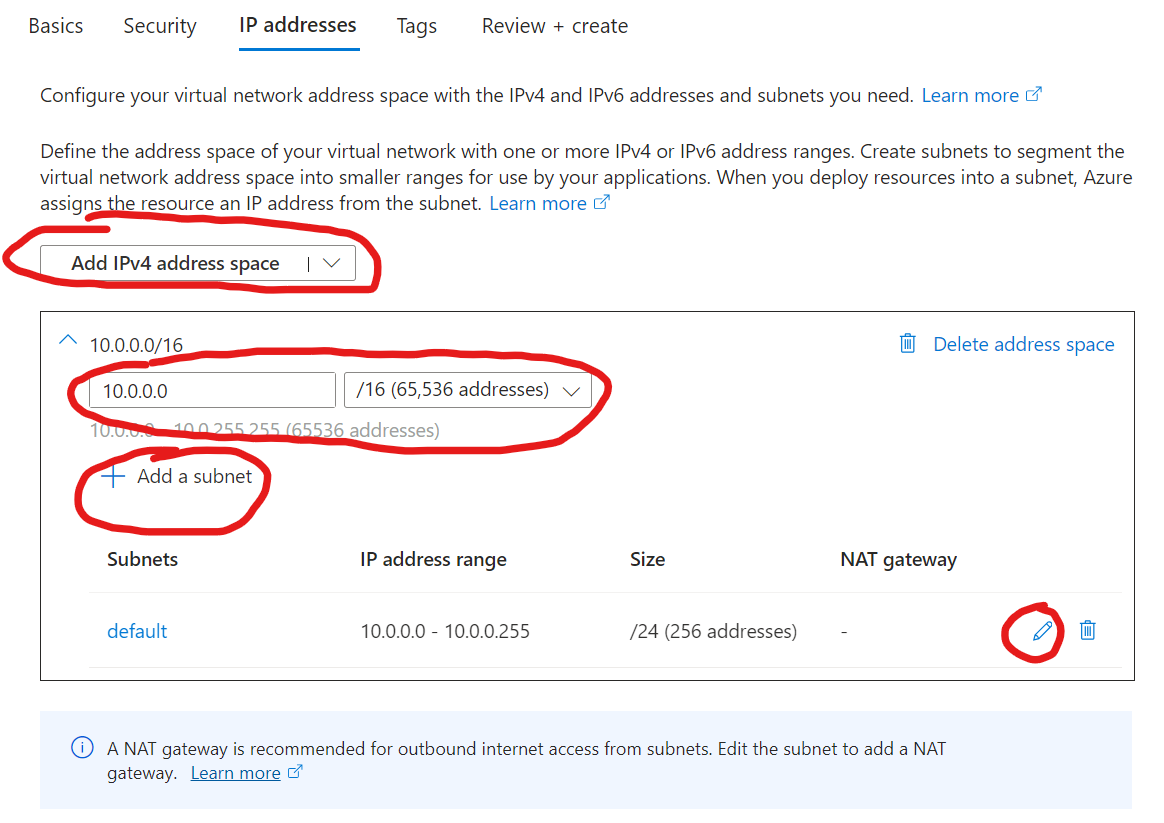 Basics Security IP addresses Tags Review + create
Configure your virtual network address space with the IPv4 and IPv6 addresses and subnets you need. Learn more
Define the address space of your virtual network with one or more IPv4 or IPv6 address ranges. Create subnets to segment the
virtual network address space into smaller ranges for use by your applications. When you deploy resources into a subnet, Azure
assigns the resource an IP address from the subnet. Learn more
Add IPv4 address space |
10.0.0.0/16 Delete address space
10.0.0.0 /16 (65,536 addresses)
10.0.0.0 - 10.0.255.255 (65536 addresses)
+ Add a subnet
Subnets IP address range Size NAT gateway
default 10.0.0.0 - 10.0.0.255 /24 (256 addresses) -
A NAT gateway is recommended for outbound internet access from subnets. Edit the subnet to add a NAT
gateway. Learn more